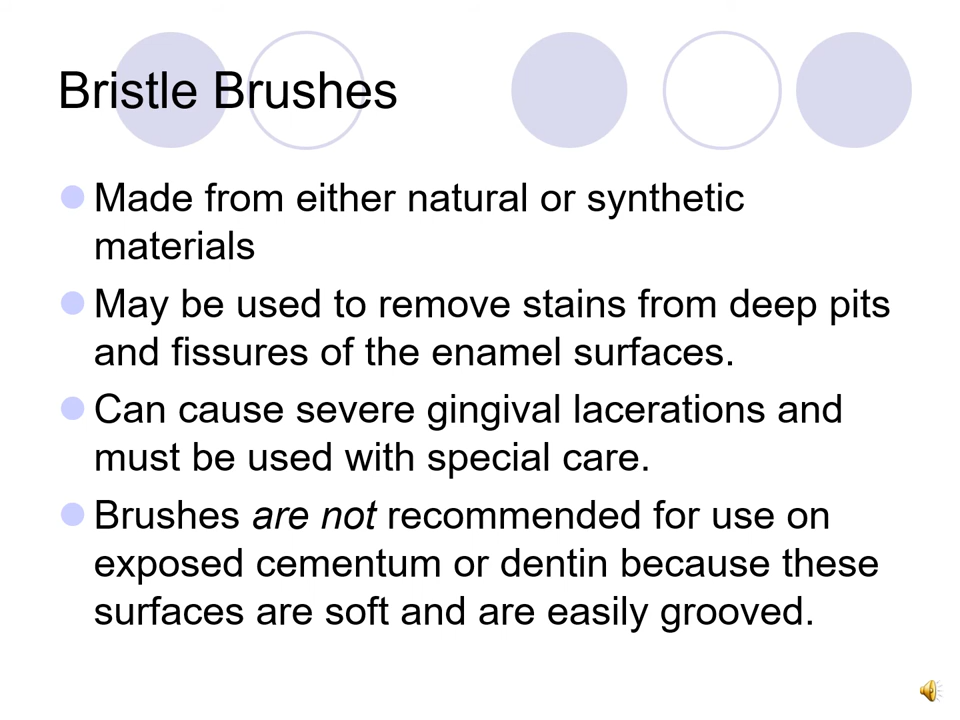 Bristle Brushes
Made from either natural or synthetic
materials
May be used to remove stains from deep pits
and fissures of the enamel surfaces.
Can cause severe gingival lacerations and
must be used with special care.
Brushes are not recommended for use on
exposed cementum or dentin because these
surfaces are soft and are easily grooved.